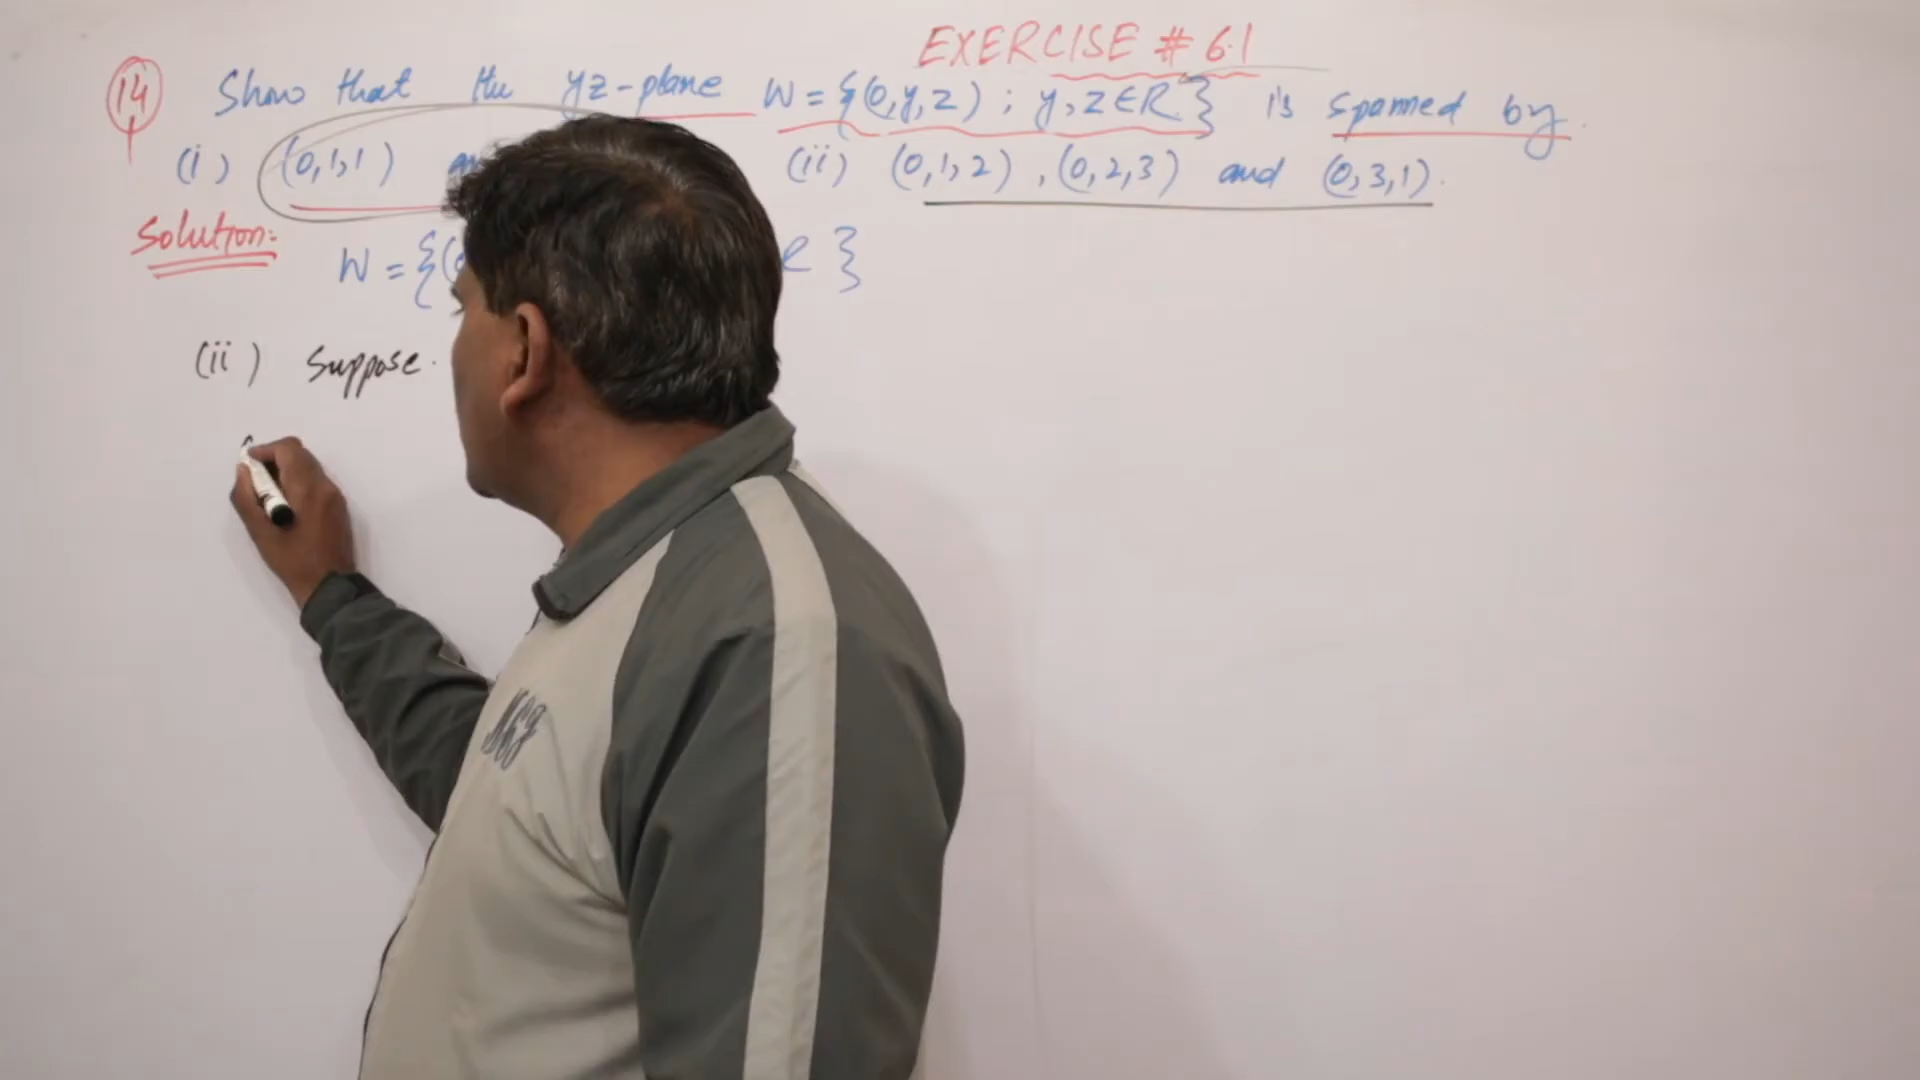 EXERCISE # 6.1
14 Show that the yz-plane W = {(0,y,z) ; y,z∈R} is spanned by
(i) (0,1,1) (ii) (0,1,2) , (0,2,3) and (0,3,1).
Solution:
W = {( R }
(ii) Suppose